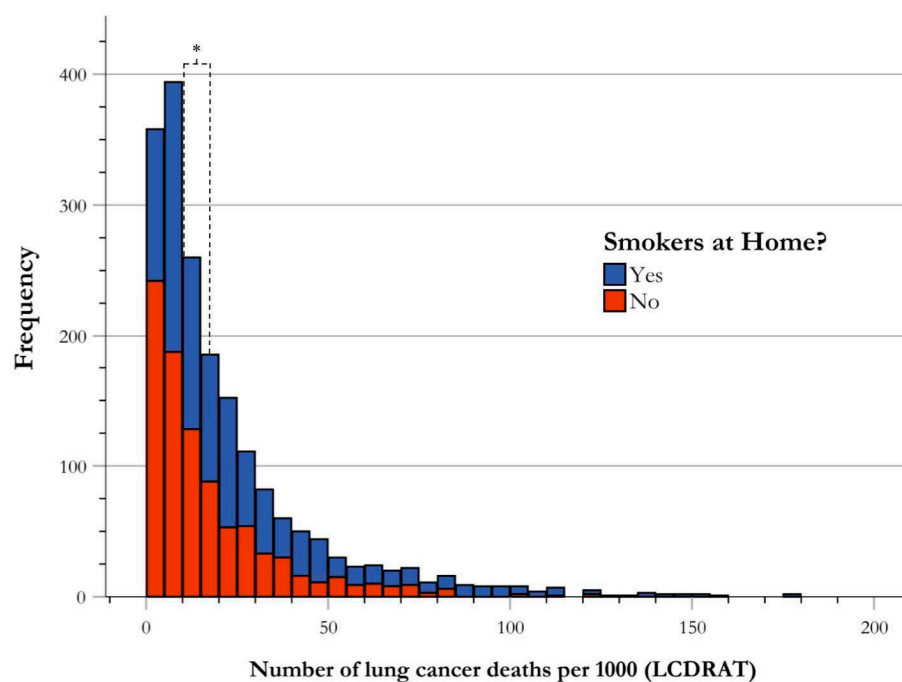 *
400
300
200
100
0
Frequency
Smokers at Home?
Yes
No
0 50 100 150 200
Number of lung cancer deaths per 1000 (LCDRAT)